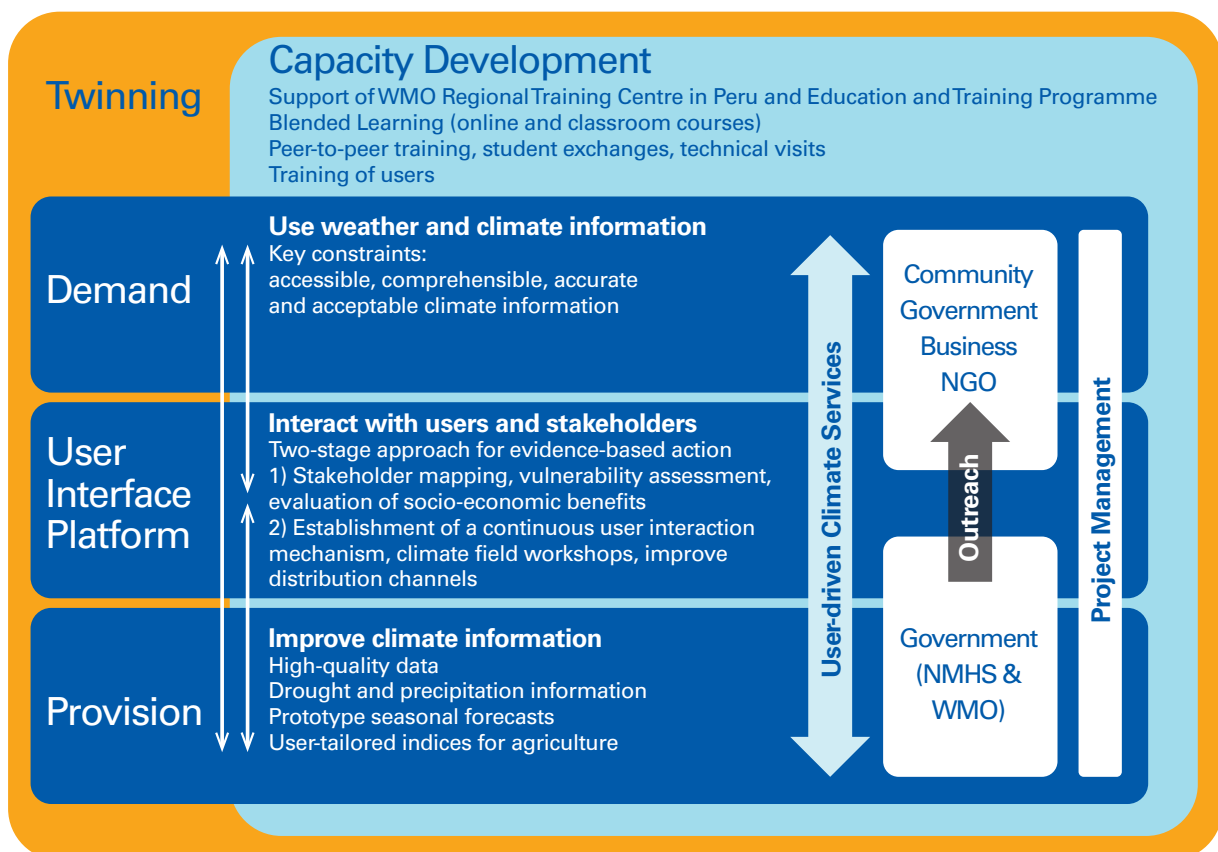 Twinning
Capacity Development
Support of WMO Regional Training Centre in Peru and Education and Training Programme
Blended Learning (online and classroom courses)
Peer-to-peer training, student exchanges, technical visits
Training of users
Demand
Use weather and climate information
Key constraints:
accessible, comprehensible, accurate
and acceptable climate information
User
Interface
Platform
Interact with users and stakeholders
Two-stage approach for evidence-based action
1) Stakeholder mapping, vulnerability assessment,
evaluation of socio-economic benefits
2) Establishment of a continuous user interaction
mechanism, climate field workshops, improve
distribution channels
Provision
Improve climate information
High-quality data
Drought and precipitation information
Prototype seasonal forecasts
User-tailored indices for agriculture
User-driven Climate Services
Community
Government
Business
NGO
Outreach
Government
(NMHS &
WMO)
Project Management